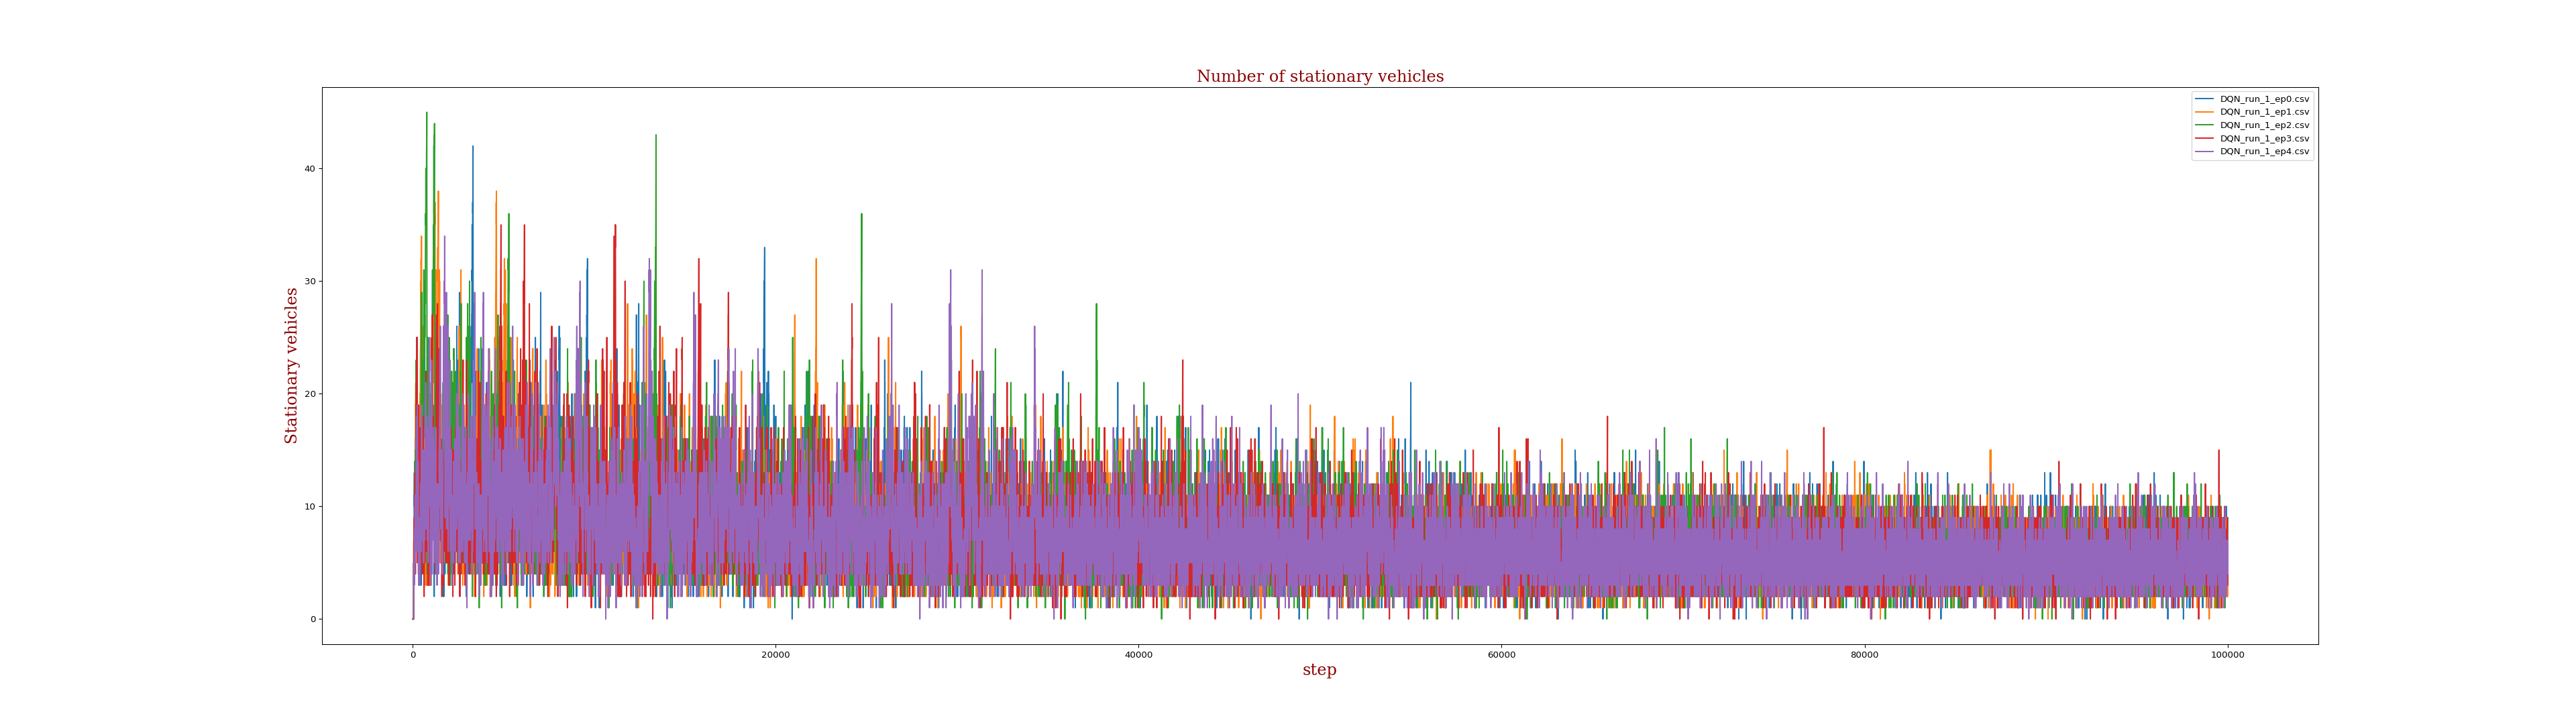 Number of stationary vehicles
DQN_run_1_ep0.csv
DQN_run_1_ep1.csv
DQN_run_1_ep2.csv
DQN_run_1_ep3.csv
DQN_run_1_ep4.csv
Stationary vehicles
40
30
20
10
0
0 20000 40000 60000 80000 100000
step